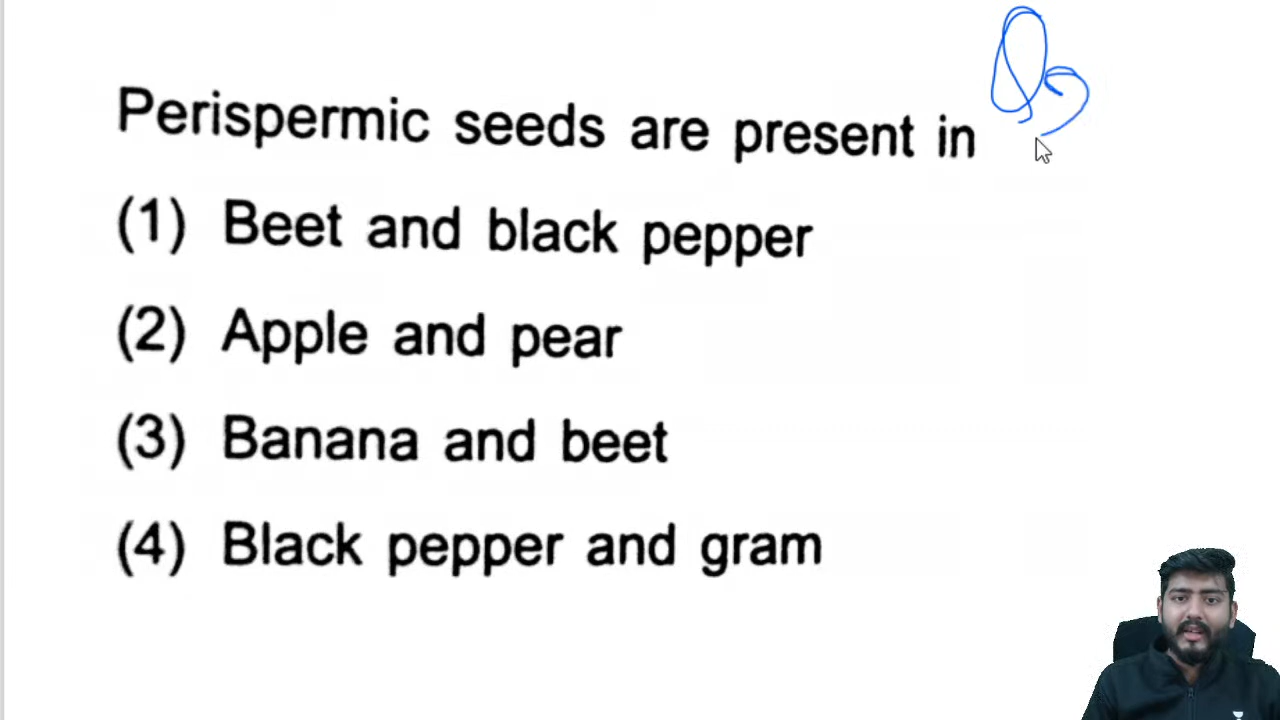 Perispermic seeds are present in
(1) Beet and black pepper
(2) Apple and pear
(3) Banana and beet
(4) Black pepper and gram